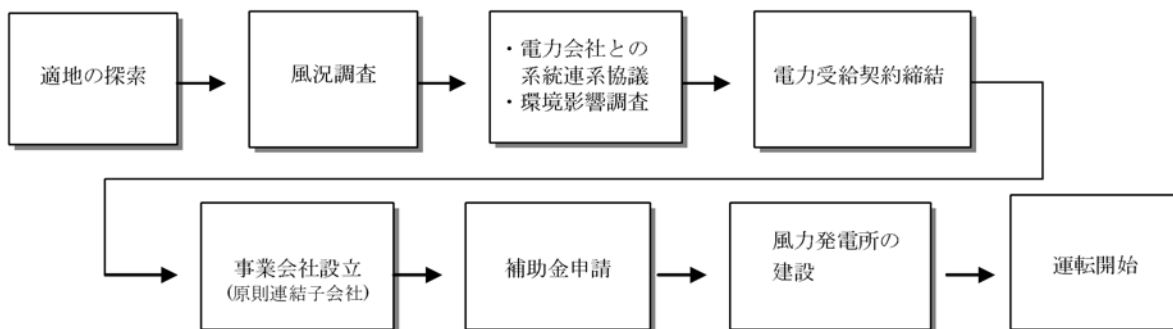 適地の探索
風況調査
・電力会社との
系統連系協議
・環境影響調査
電力受給契約締結
事業会社設立
(原則連結子会社)
補助金申請
風力発電所の
建設
運転開始